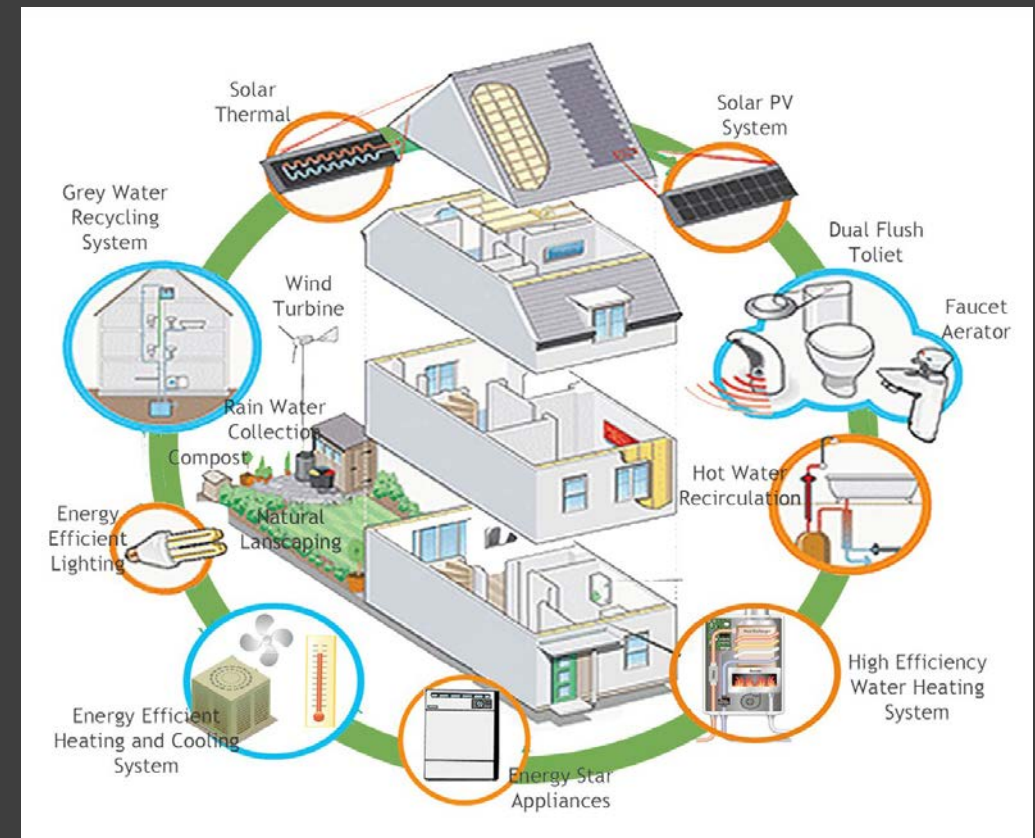 Solar
Thermal
Solar PV
System
Grey Water
Recycling
System
Dual Flush
Toliet
Wind
Turbine
Faucet
Aerator
Rain Water
Collection
Compost
Hot Water
Recirculation
Energy
Efficient
Lighting
Natural
Lanscaping
High Efficiency
Water Heating
System
Energy Efficient
Heating and Cooling
System
Energy Star
Appliances